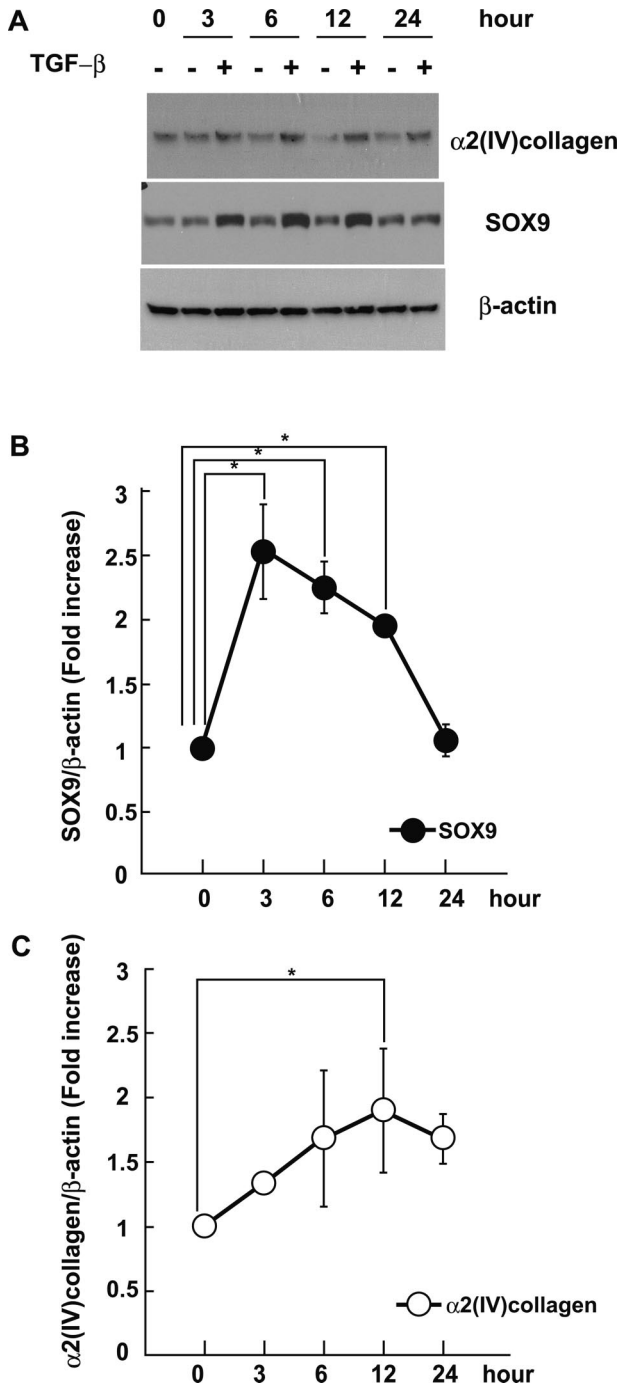 A 0 3 6 12 24 hour
TGF–β - - + - + - + - +
α2(IV)collagen
SOX9
β-actin
B
* * *
SOX9/β-actin (Fold increase)
3
2.5
2
1.5
1
0.5
0
SOX9
0 3 6 12 24 hour
C
*
α2(IV)collagen/β-actin (Fold increase)
3
2.5
2
1.5
1
0.5
0
α2(IV)collagen
0 3 6 12 24 hour